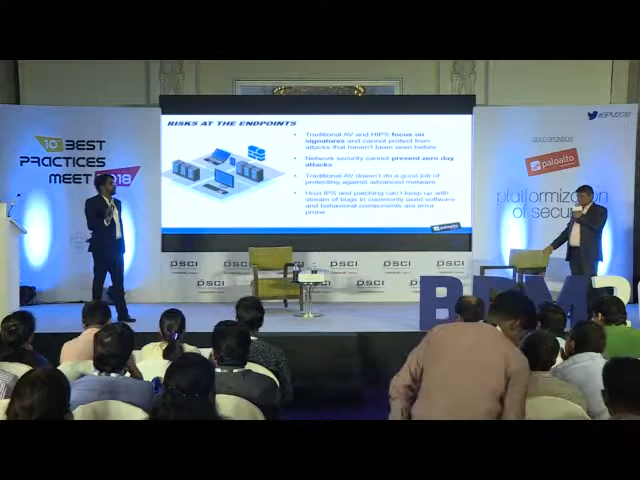 10th BEST
PRACTICES
MEET 2018
RISKS AT THE ENDPOINTS
• Traditional AV and HIPS focus on
signatures and cannot protect from
attacks that haven't been seen before
• Network security cannot prevent zero day
attacks
• Traditional AV doesn't do a good job of
protecting against advanced malware
• Host IPS and patching can't keep up with
stream of bugs in commonly used software
and behavioral components are error
prone
paloalto
#BPM2018
GOLD SPONSOR
paloalto
platformization
of security
DSCI DSCI DSCI DSCI DSCI
DSCI DSCI DSCI
BPM